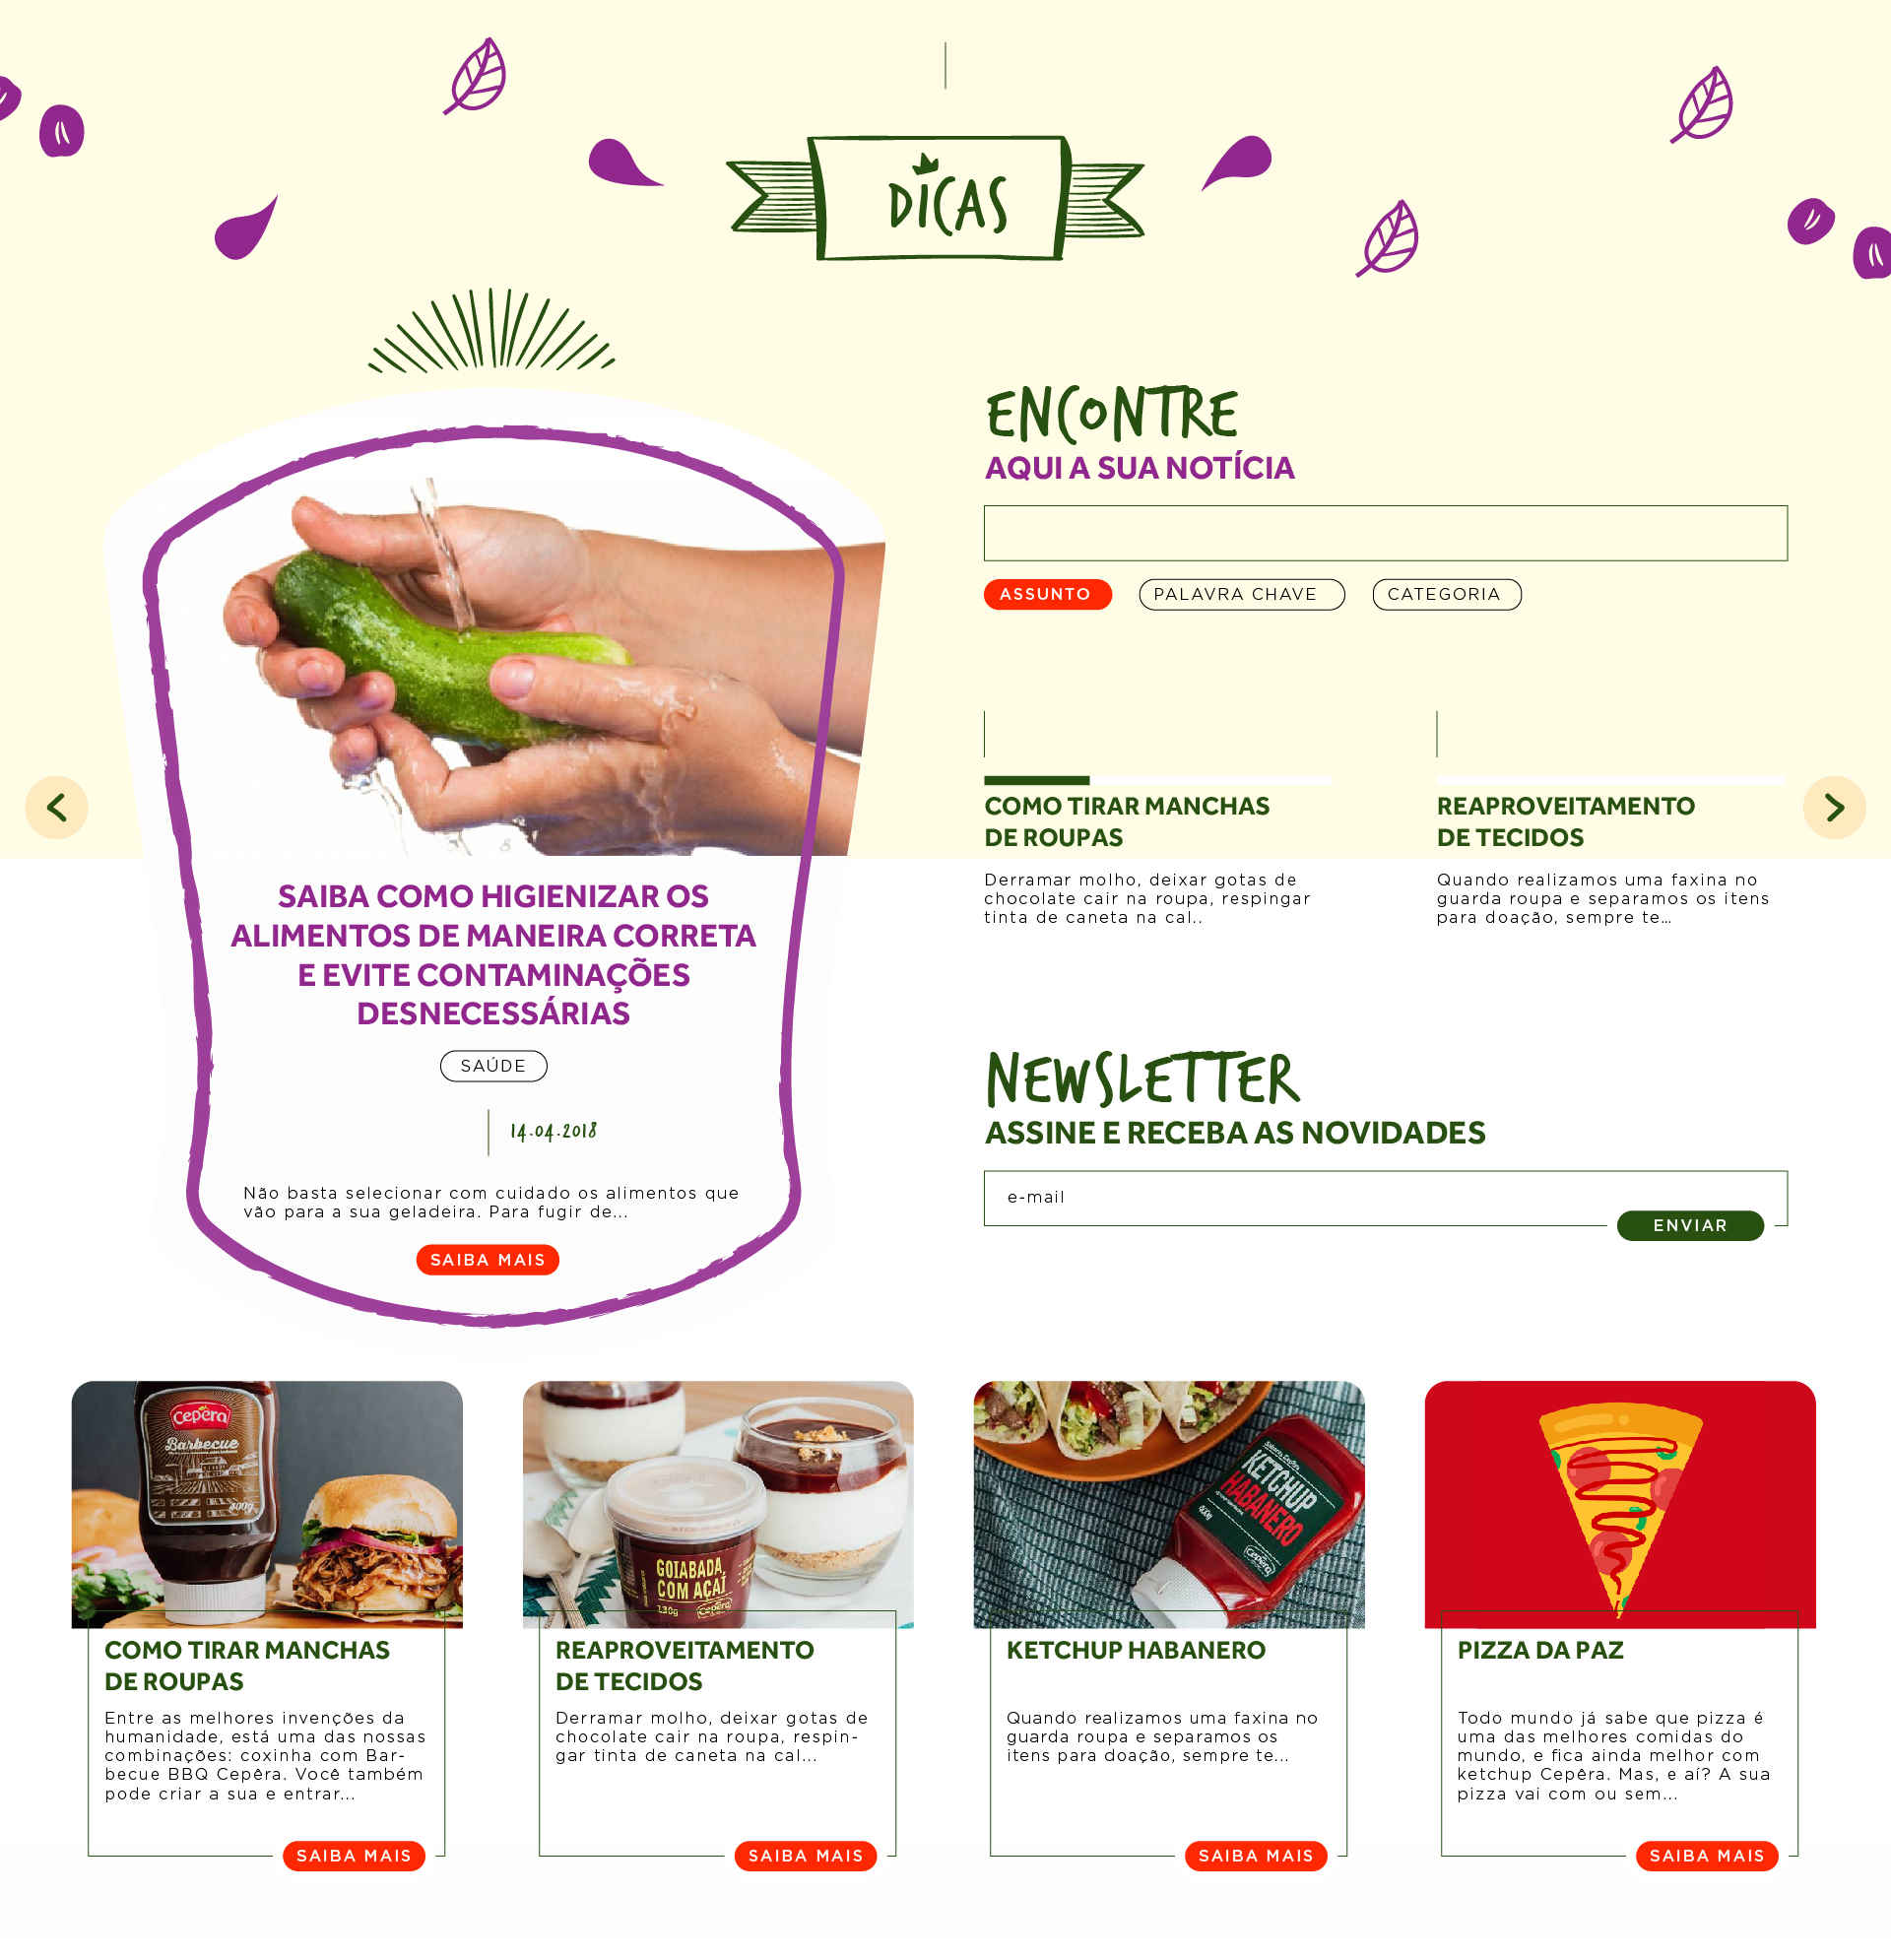 DICAS
ENCONTRE
AQUI A SUA NOTÍCIA
ASSUNTO
PALAVRA CHAVE
CATEGORIA
COMO TIRAR MANCHAS
DE ROUPAS
Derramar molho, deixar gotas de
chocolate cair na roupa, respingar
tinta de caneta na cal..
REAPROVEITAMENTO
DE TECIDOS
Quando realizamos uma faxina no
guarda roupa e separamos os itens
para doação, sempre te...
SAIBA COMO HIGIENIZAR OS
ALIMENTOS DE MANEIRA CORRETA
E EVITE CONTAMINAÇÕES
DESNECESSÁRIAS
SAÚDE
14.04.2018
Não basta selecionar com cuidado os alimentos que
vão para a sua geladeira. Para fugir de...
SAIBA MAIS
NEWSLETTER
ASSINE E RECEBA AS NOVIDADES
e-mail
ENVIAR
Cepêra
Barbecue
400g
COMO TIRAR MANCHAS
DE ROUPAS
Entre as melhores invenções da
humanidade, está uma das nossas
combinações: coxinha com Bar-
becue BBQ Cepêra. Você também
pode criar a sua e entrar...
SAIBA MAIS
GOIABADA
COM AÇAÍ
130g
Cepêra
REAPROVEITAMENTO
DE TECIDOS
Derramar molho, deixar gotas de
chocolate cair na roupa, respin-
gar tinta de caneta na cal...
SAIBA MAIS
KETCHUP
HABANERO
400g
Cepêra
KETCHUP HABANERO
Quando realizamos uma faxina no
guarda roupa e separamos os
itens para doação, sempre te...
SAIBA MAIS
PIZZA DA PAZ
Todo mundo já sabe que pizza é
uma das melhores comidas do
mundo, e fica ainda melhor com
ketchup Cepêra. Mas, e aí? A sua
pizza vai com ou sem...
SAIBA MAIS